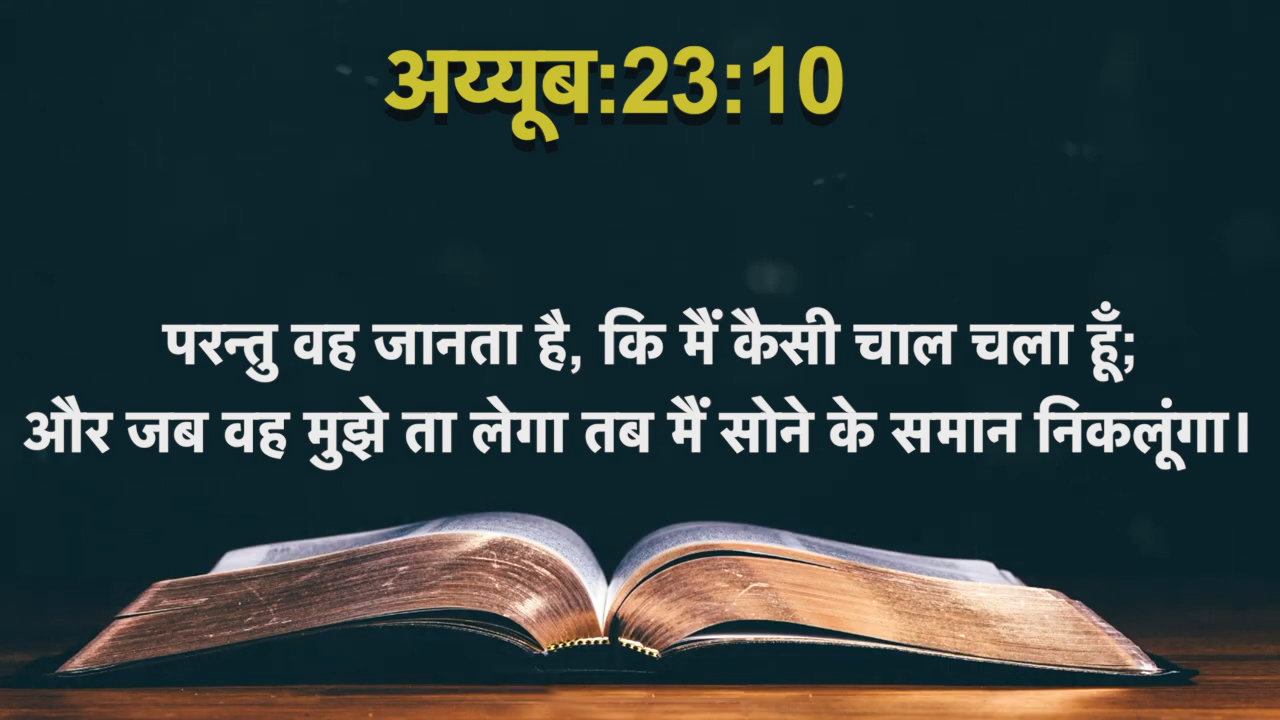 अय्यूब:23:10
परन्तु वह जानता है, कि मैं कैसी चाल चला हूँ;
और जब वह मुझे ता लेगा तब मैं सोने के समान निकलूंगा।